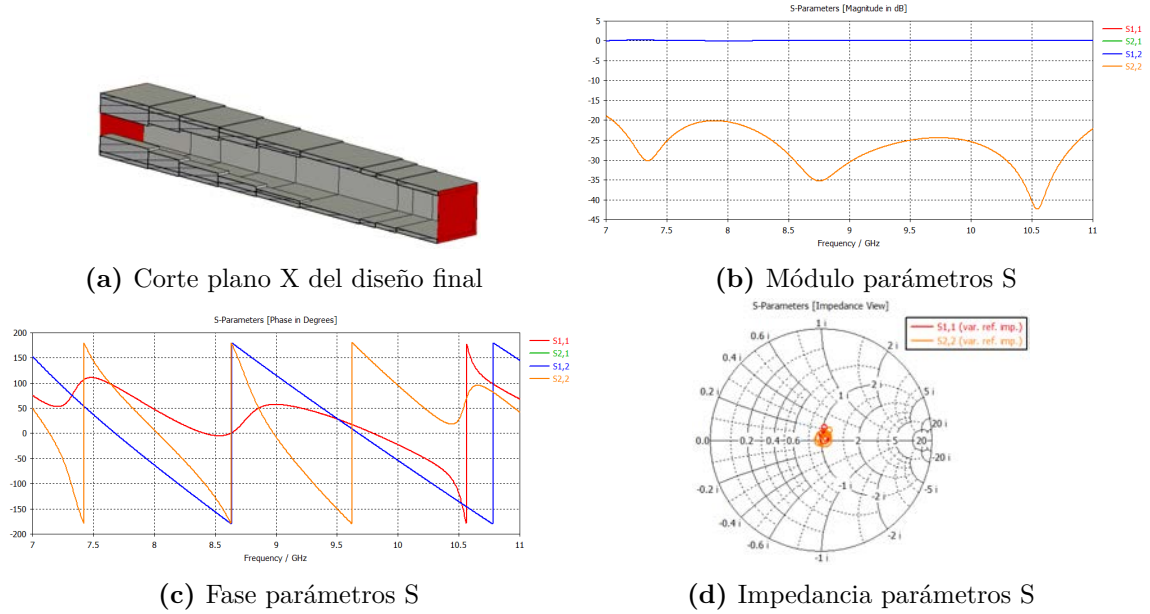 S-Parameters [Magnitude in dB]
5
0
-5
-10
-15
-20
-25
-30
-35
-40
-45
7
7.5
8
8.5
9
9.5
10
10.5
11
Frequency / GHz
S1,1
S2,1
S1,2
S2,2
(a) Corte plano X del diseño final
(b) Módulo parámetros S
S-Parameters [Phase in Degrees]
200
150
100
50
0
-50
-100
-150
-200
7
7.5
8
8.5
9
9.5
10
10.5
11
Frequency / GHz
S1,1
S2,1
S1,2
S2,2
S-Parameters [Impedance View]
S1,1 (var. ref. imp.)
S2,2 (var. ref. imp.)
1 i
0.6 i
2 i
0.4 i
0.2 i
1 i
2 i
5 i
20 i
0.0
0.2
0.4
0.6
1
2
5
20
-20 i
-0.2 i
-1 i
-2 i
-5 i
-0.4 i
-0.6 i
-2 i
-1 i
(c) Fase parámetros S
(d) Impedancia parámetros S